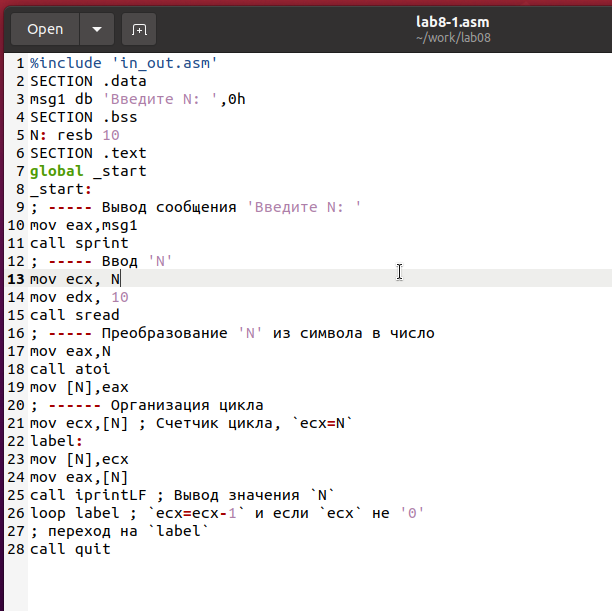 Open
lab8-1.asm
~/work/lab08
1 %include 'in_out.asm'
2 SECTION .data
3 msg1 db 'Введите N: ',0h
4 SECTION .bss
5 N: resb 10
6 SECTION .text
7 global _start
8 _start:
9 ; ----- Вывод сообщения 'Введите N: '
10 mov eax,msg1
11 call sprint
12 ; ----- Ввод 'N'
13 mov ecx, N
14 mov edx, 10
15 call sread
16 ; ----- Преобразование 'N' из символа в число
17 mov eax,N
18 call atoi
19 mov [N],eax
20 ; ------ Организация цикла
21 mov ecx,[N] ; Счетчик цикла, `ecx=N`
22 label:
23 mov [N],ecx
24 mov eax,[N]
25 call iprintLF ; Вывод значения `N`
26 loop label ; `ecx=ecx-1` и если `ecx` не '0'
27 ; переход на `label`
28 call quit